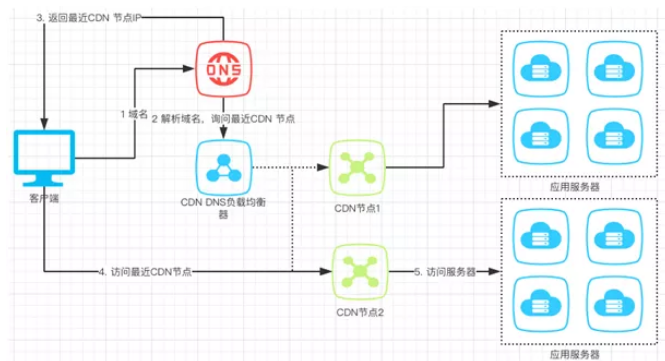 3. 返回最近CDN 节点IP
DNS
1 域名
2 解析域名，询问最近CDN 节点
客户端
CDN DNS负载均衡
器
CDN节点1
应用服务器
4. 访问最近CDN节点
5. 访问服务器
CDN节点2
应用服务器